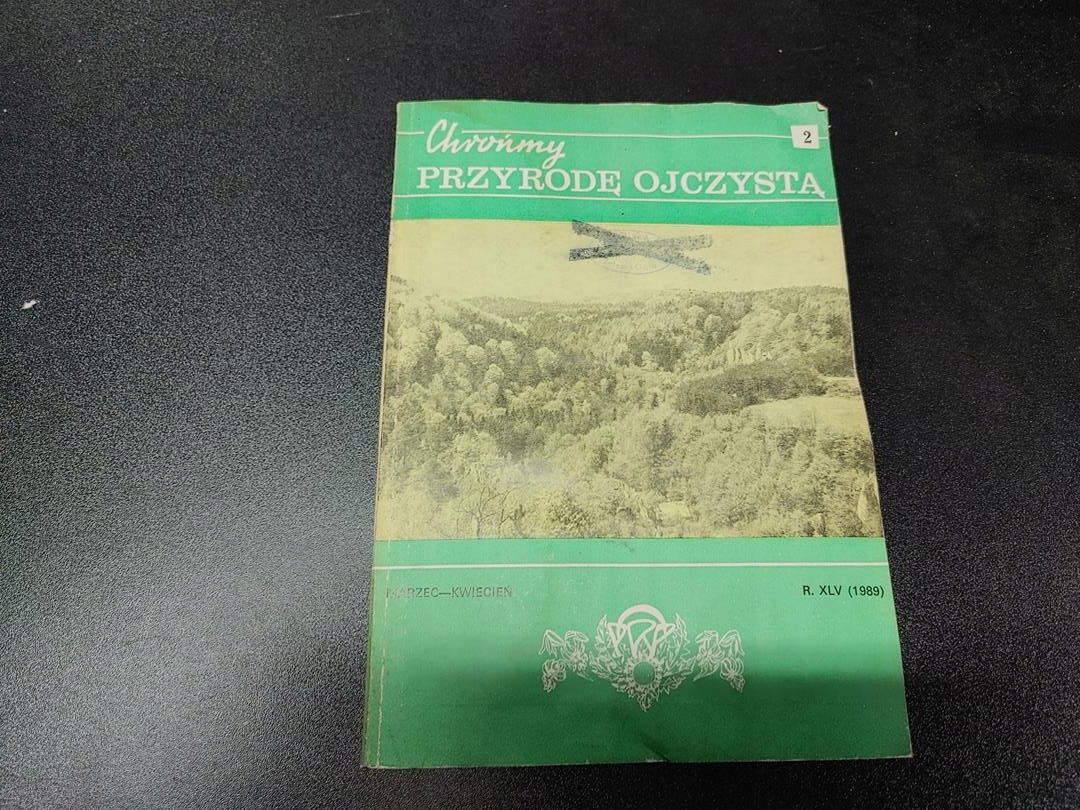 Chrońmy
2
PRZYRODĘ OJCZYSTĄ
MARZEC—KWIECIEŃ
R. XLV (1989)